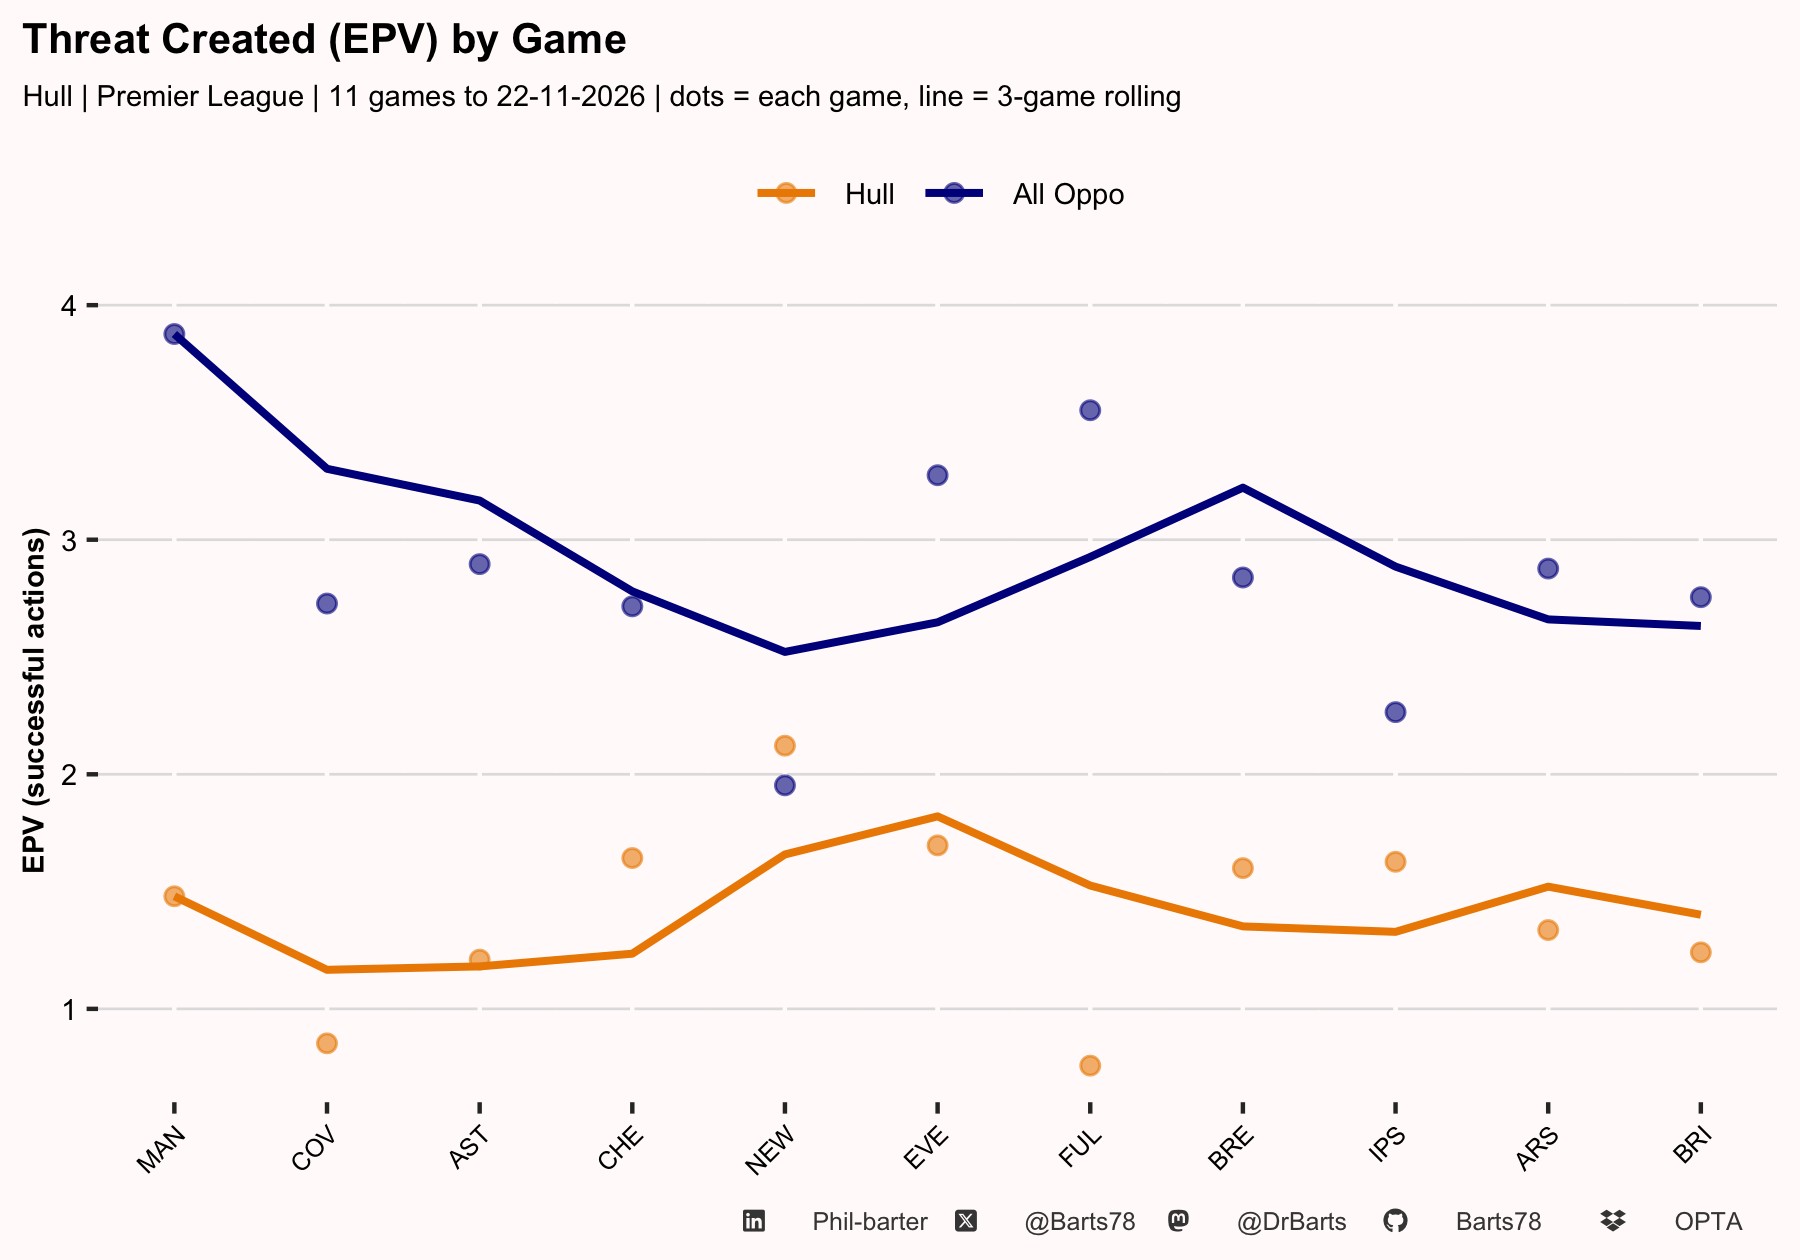 Threat Created (EPV) by Game
Hull | Premier League | 11 games to 22-11-2026 | dots = each game, line = 3-game rolling
Hull
All Oppo
EPV (successful actions)
4
3
2
1
MAN
COV
AST
CHE
NEW
EVE
FUL
BRE
IPS
ARS
BRI
Phil-barter @Barts78 @DrBarts Barts78 OPTA